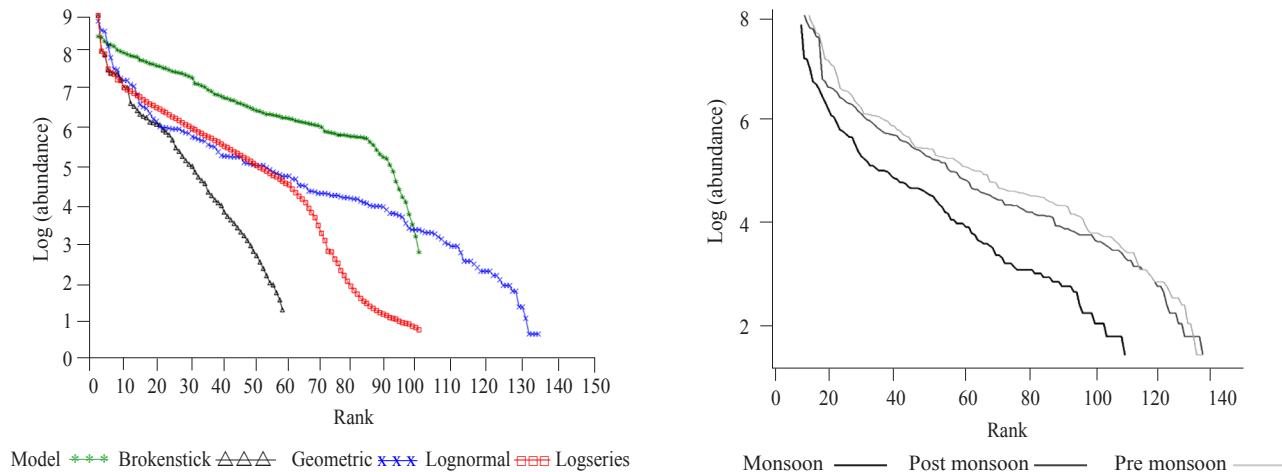 9
8
7
6
5
4
3
2
1
0
Log (abundance)
0 10 20 30 40 50 60 70 80 90 100 110 120 130 140 150
Rank
Model Brokenstick Geometric Lognormal Logseries
8
6
4
2
Log (abundance)
0 20 40 60 80 100 120 140
Rank
Monsoon Post monsoon Pre monsoon